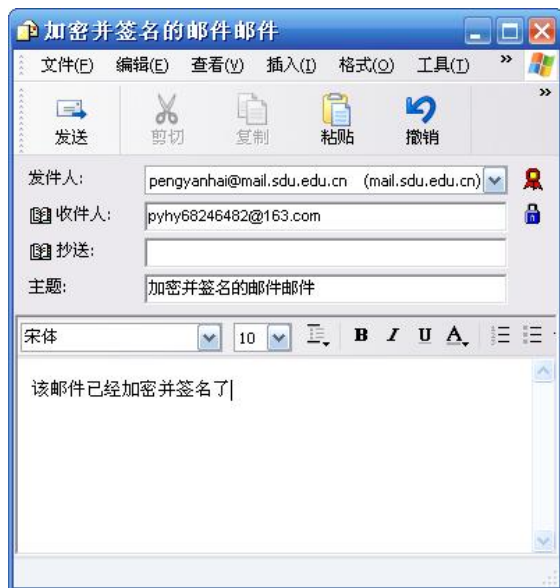 加密并签名的邮件邮件
文件(F) 编辑(E) 查看(V) 插入(I) 格式(O) 工具(T) »
发送 剪切 复制 粘贴 撤销 »
发件人: pengyanhai@mail.sdu.edu.cn (mail.sdu.edu.cn)
收件人: pyhy68246482@163.com
抄送:
主题: 加密并签名的邮件邮件
宋体 10 B I U A
该邮件已经加密并签名了